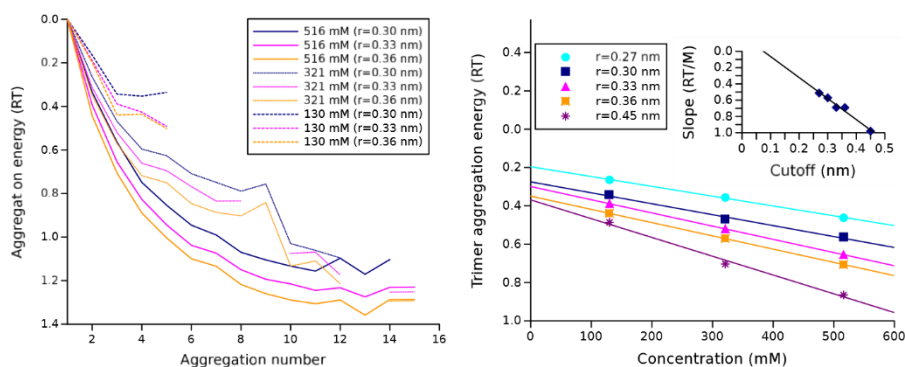 0.0
0.2
0.4
0.6
0.8
1.0
1.2
1.4
2
4
6
8
10
12
14
16
Aggregat on energy (RT)
Aggregation number
516 mM (r=0.30 nm)
516 mM (r=0.33 nm)
516 mM (r=0.36 nm)
321 mM (r=0.30 nm)
321 mM (r=0.33 nm)
321 mM (r=0.36 nm)
130 mM (r=0.30 nm)
130 mM (r=0.33 nm)
130 mM (r=0.36 nm)
0.4
0.2
0.0
0.2
0.4
0.6
0.8
1.0
0
100
200
300
400
500
600
Trimer aggregation energy (RT)
Concentration (mM)
r=0.27 nm
r=0.30 nm
r=0.33 nm
r=0.36 nm
r=0.45 nm
0.0
0.2
0.4
0.6
0.8
1.0
0
0.1
0.2
0.3
0.4
0.5
Slope (RT/M)
Cutoff (nm)